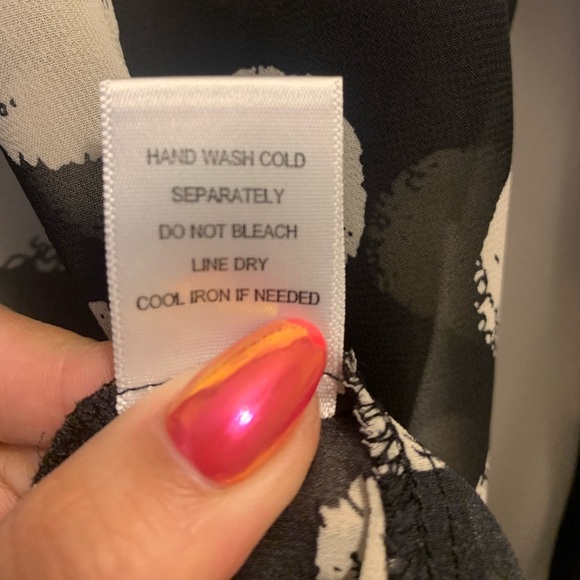 HAND WASH COLD
SEPARATELY
DO NOT BLEACH
LINE DRY
COOL IRON IF NEEDED